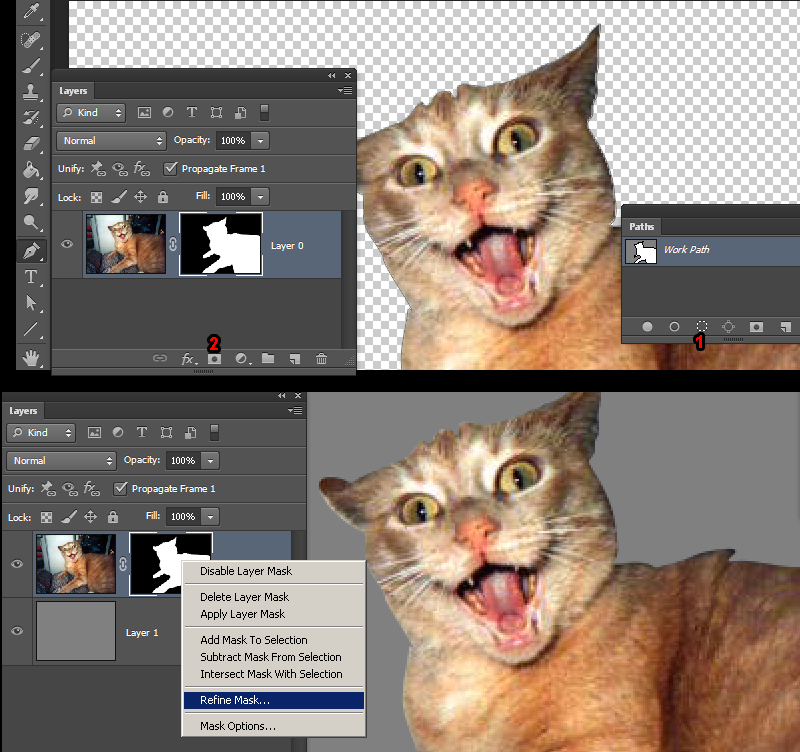 Layers
Kind
T
Normal
Opacity: 100%
Unify:
fx
Propagate Frame 1
Lock:
Fill: 100%
Layer 0
fx
2
T
Paths
Work Path
1
Layers
Kind
T
Normal
Opacity: 100%
Unify:
fx
Propagate Frame 1
Lock:
Fill: 100%
Layer 1
Disable Layer Mask
Delete Layer Mask
Apply Layer Mask
Add Mask To Selection
Subtract Mask From Selection
Intersect Mask With Selection
Refine Mask...
Mask Options...